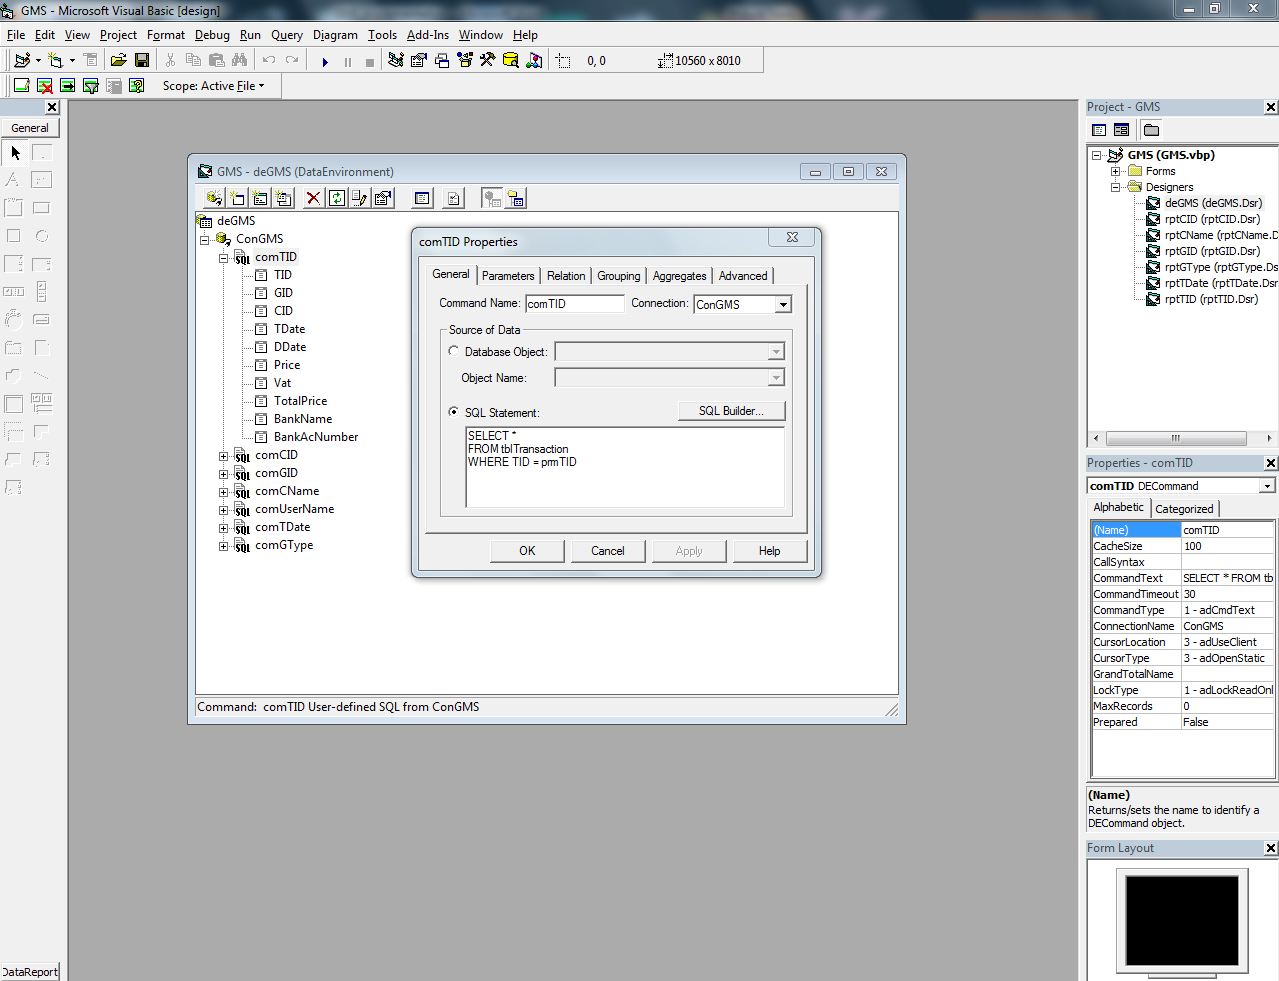 GMS - Microsoft Visual Basic [design]
File Edit View Project Format Debug Run Query Diagram Tools Add-Ins Window Help
0, 0
10560 x 8010
Scope: Active File
General
DataReport
GMS - deGMS (DataEnvironment)
deGMS
ConGMS
SQL comTID
TID
GID
CID
TDate
DDate
Price
Vat
TotalPrice
BankName
BankAcNumber
SQL comCID
SQL comGID
SQL comCName
SQL comUserName
SQL comTDate
SQL comGType
Command: comTID User-defined SQL from ConGMS
comTID Properties
General Parameters Relation Grouping Aggregates Advanced
Command Name: comTID Connection: ConGMS
Source of Data
Database Object:
Object Name:
SQL Statement: SQL Builder...
SELECT *
FROM tblTransaction
WHERE TID = pmTID
OK Cancel Apply Help
Project - GMS
GMS (GMS.vbp)
Forms
Designers
deGMS (deGMS.Dsr)
rptCID (rptCID.Dsr)
rptCName (rptCName.D
rptGID (rptGID.Dsr)
rptGType (rptGType.Ds
rptTDate (rptTDate.Dsr
rptTID (rptTID.Dsr)
Properties - comTID
comTID DECommand
Alphabetic Categorized
(Name) comTID
CacheSize 100
CallSyntax
CommandText SELECT * FROM tb
CommandTimeout 30
CommandType 1 - adCmdText
ConnectionName ConGMS
CursorLocation 3 - adUseClient
CursorType 3 - adOpenStatic
GrandTotalName
LockType 1 - adLockReadOnl
MaxRecords 0
Prepared False
(Name)
Returns/sets the name to identify a
DECommand object.
Form Layout